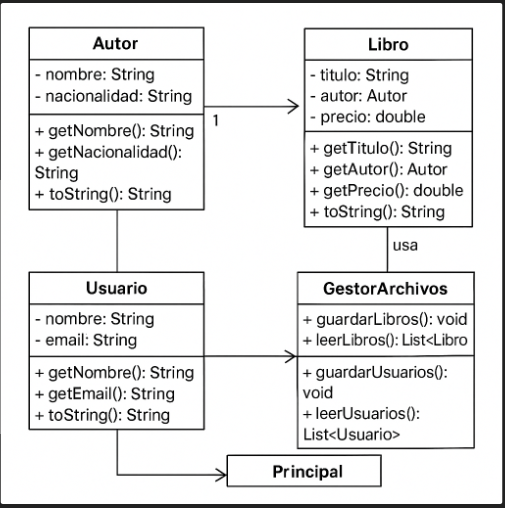 Autor
- nombre: String
- nacionalidad: String
+ getNombre(): String
+ getNacionalidad():
String
+ toString(): String
1
Libro
- titulo: String
- autor: Autor
- precio: double
+ getTitulo(): String
+ getAutor(): Autor
+ getPrecio(): double
+ toString(): String
usa
Usuario
- nombre: String
- email: String
+ getNombre(): String
+ getEmail(): String
+ toString(): String
GestorArchivos
+ guardarLibros(): void
+ leerLibros(): List<Libro
+ guardarUsuarios():
void
+ leerUsuarios():
List<Usuario>
Principal